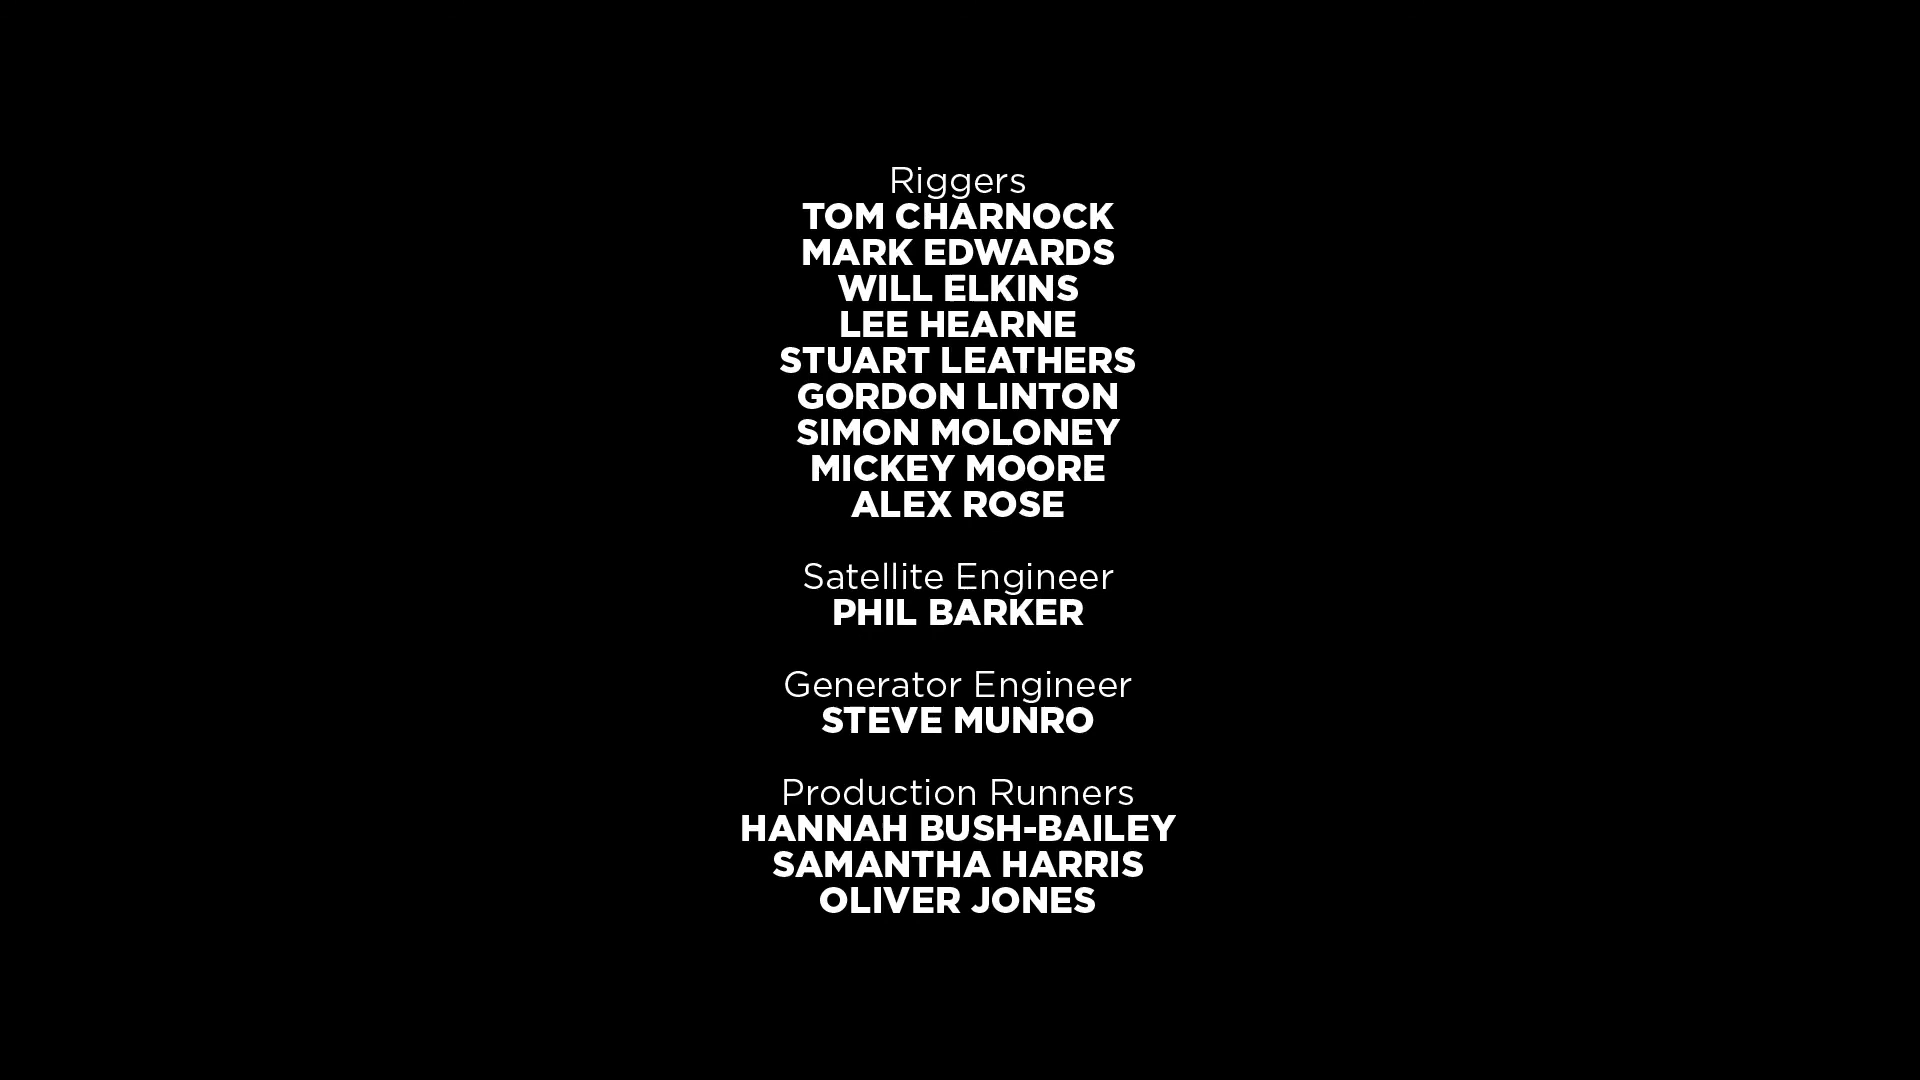 Riggers
TOM CHARNOCK
MARK EDWARDS
WILL ELKINS
LEE HEARNE
STUART LEATHERS
GORDON LINTON
SIMON MOLONEY
MICKEY MOORE
ALEX ROSE
Satellite Engineer
PHIL BARKER
Generator Engineer
STEVE MUNRO
Production Runners
HANNAH BUSH-BAILEY
SAMANTHA HARRIS
OLIVER JONES